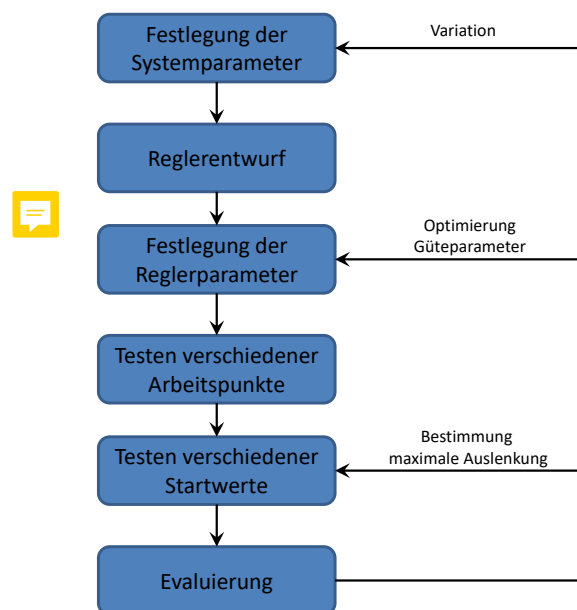 Festlegung der
Systemparameter
Variation
Reglerentwurf
Festlegung der
Reglerparameter
Optimierung
Güteparameter
Testen verschiedener
Arbeitspunkte
Testen verschiedener
Startwerte
Bestimmung
maximale Auslenkung
Evaluierung